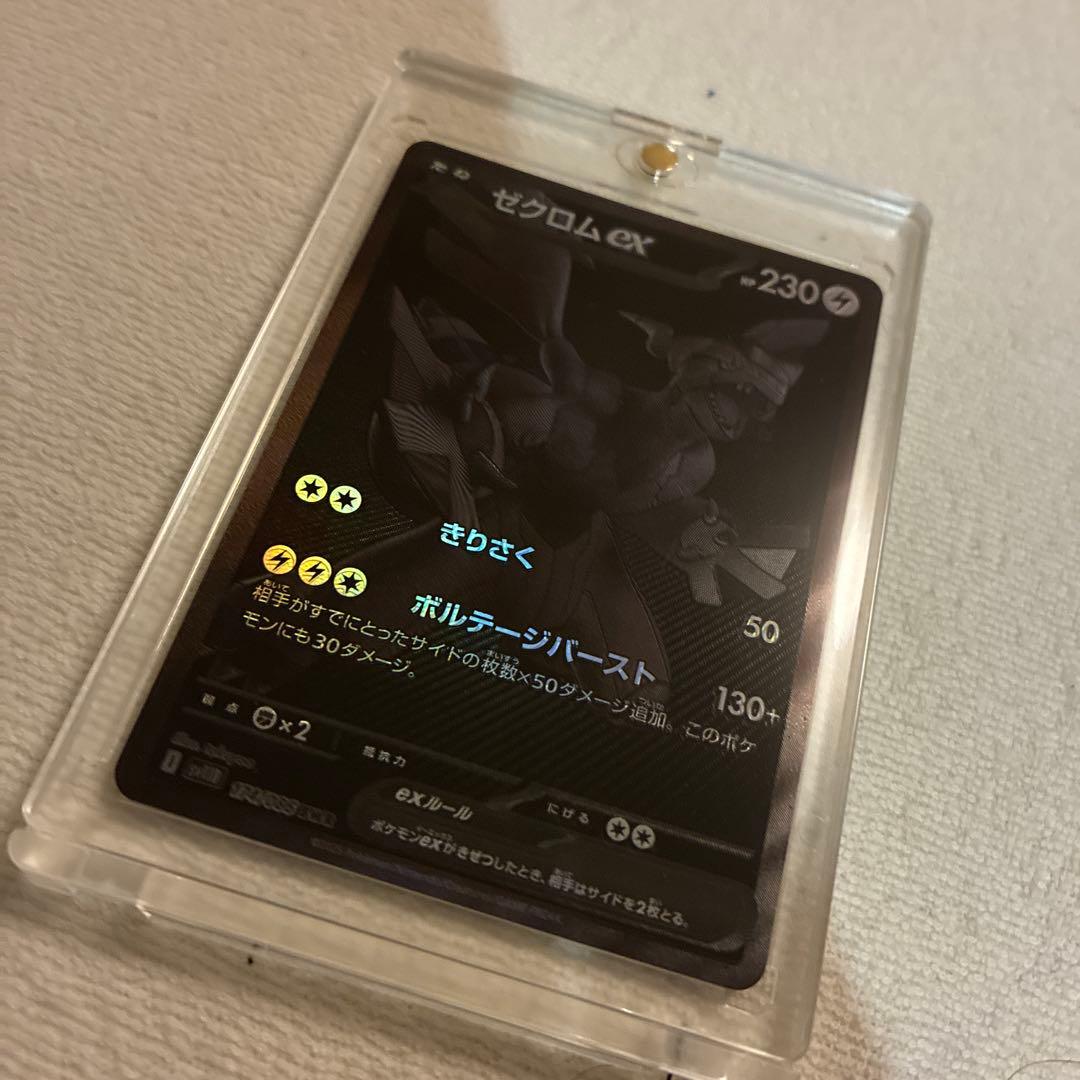 たね
ゼクロムex
HP230
きりさく
50
ボルテージバースト
130+
相手がすでにとったサイドの枚数×50ダメージ追加。このポケ
モンにも30ダメージ。
弱点
×2
抵抗力
にげる
I
174/086
exルール
ポケモンexがきぜつしたとき、相手はサイドを2枚とる。